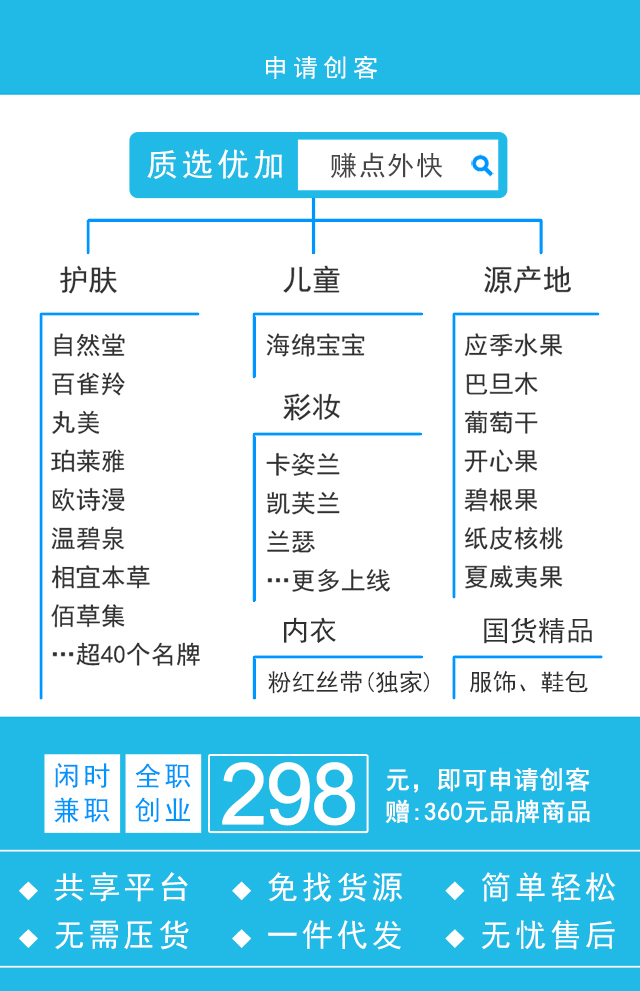 申请创客
质选优加 赚点外快
护肤
自然堂
百雀羚
丸美
珀莱雅
欧诗漫
温碧泉
相宜本草
佰草集
…超40个名牌
儿童
海绵宝宝
彩妆
卡姿兰
凯芙兰
兰瑟
…更多上线
内衣
粉红丝带(独家)
源产地
应季水果
巴旦木
葡萄干
开心果
碧根果
纸皮核桃
夏威夷果
国货精品
服饰、鞋包
闲时兼职
全职创业
298
元，即可申请创客
赠:360元品牌商品
◆ 共享平台 ◆ 免找货源 ◆ 简单轻松
◆ 无需压货 ◆ 一件代发 ◆ 无忧售后